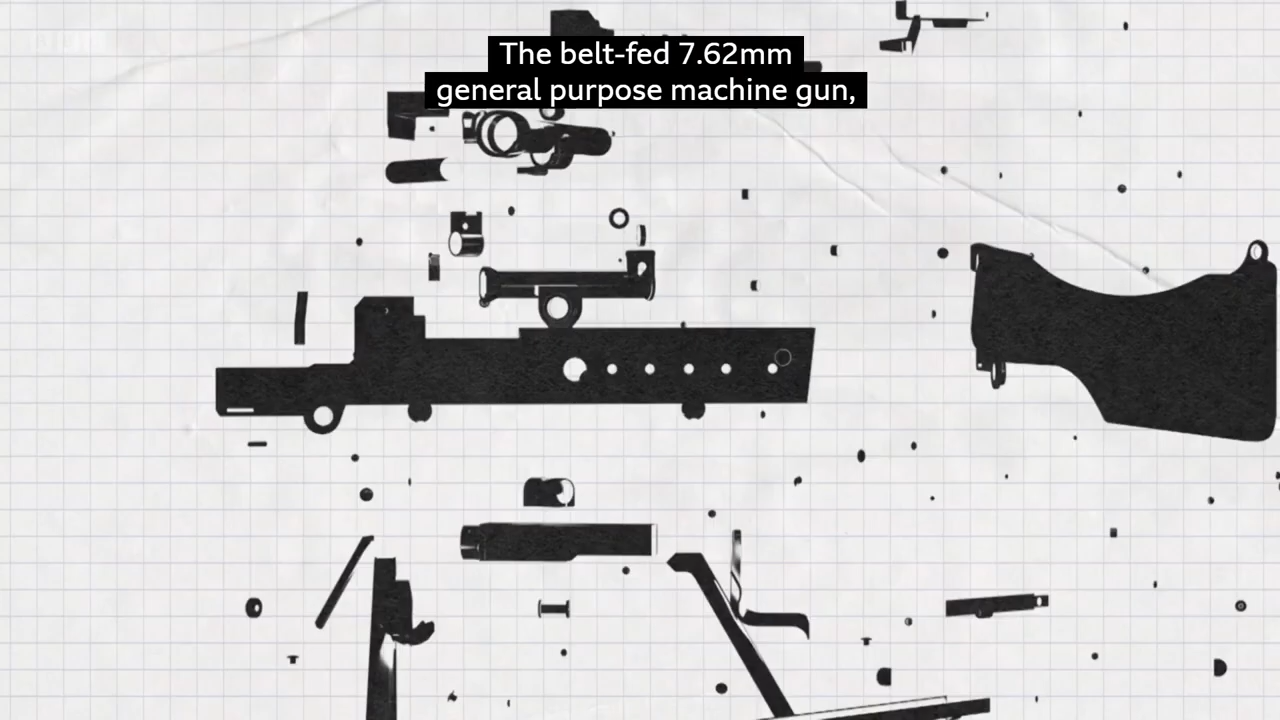 The belt-fed 7.62mm
general purpose machine gun,